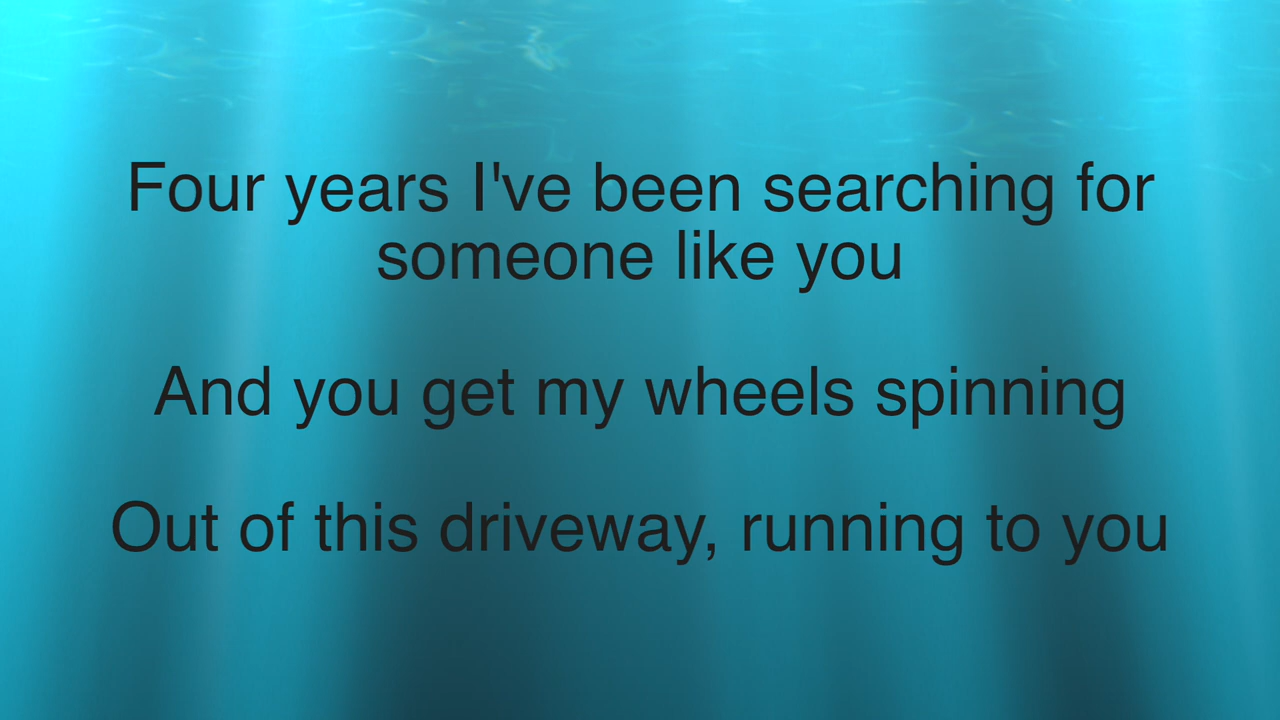 Four years I've been searching for
someone like you
And you get my wheels spinning
Out of this driveway, running to you